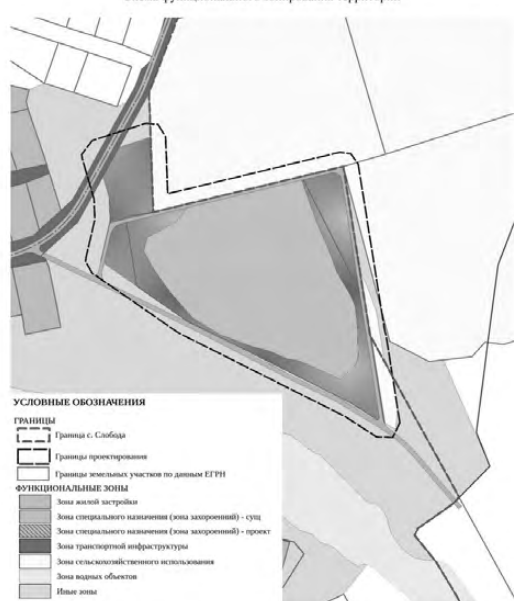 УСЛОВНЫЕ ОБОЗНАЧЕНИЯ
ГРАНИЦЫ
Граница с. Слобода
Границы проектирования
Границы земельных участков по данным ЕГРН
ФУНКЦИОНАЛЬНЫЕ ЗОНЫ
Зона жилой застройки
Зона специального назначения (зона захоронений) - сущ
Зона специального назначения (зона захоронений) - проект
Зона транспортной инфраструктуры
Зона сельскохозяйственного использования
Зона водных объектов
Иные зоны